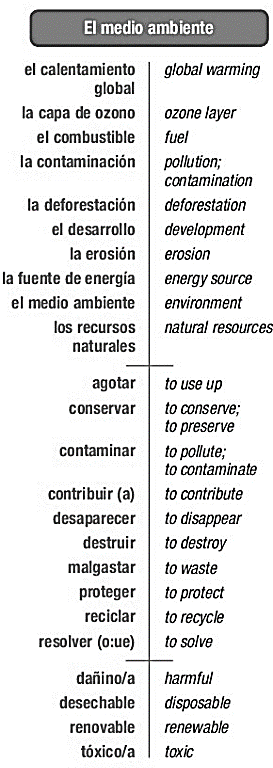 El medio ambiente
el calentamiento global warming
global
la capa de ozono ozone layer
el combustible fuel
la contaminación pollution;
contamination
la deforestación deforestation
el desarrollo development
la erosión erosion
la fuente de energía energy source
el medio ambiente environment
los recursos natural resources
naturales
agotar to use up
conservar to conserve;
to preserve
contaminar to pollute;
to contaminate
contribuir (a) to contribute
desaparecer to disappear
destruir to destroy
malgastar to waste
proteger to protect
reciclar to recycle
resolver (o:ue) to solve
dañino/a harmful
desechable disposable
renovable renewable
tóxico/a toxic